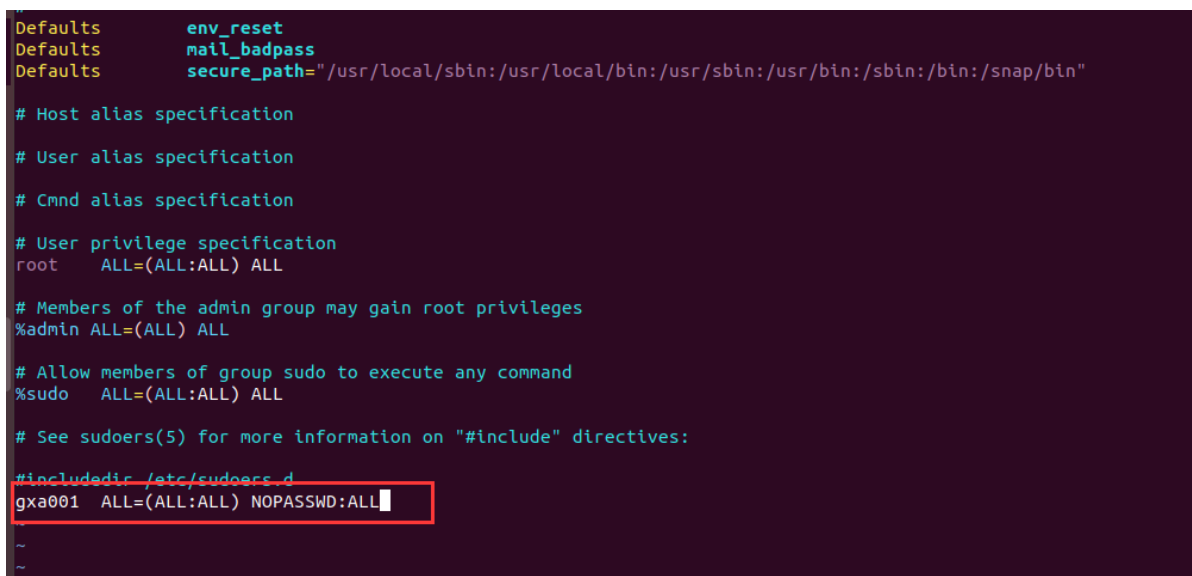 #
Defaults env_reset
Defaults mail_badpass
Defaults secure_path="/usr/local/sbin:/usr/local/bin:/usr/sbin:/usr/bin:/sbin:/bin:/snap/bin"
# Host alias specification
# User alias specification
# Cmnd alias specification
# User privilege specification
root ALL=(ALL:ALL) ALL
# Members of the admin group may gain root privileges
%admin ALL=(ALL) ALL
# Allow members of group sudo to execute any command
%sudo ALL=(ALL:ALL) ALL
# See sudoers(5) for more information on "#include" directives:
#includedir /etc/sudoers.d
gxa001 ALL=(ALL:ALL) NOPASSWD:ALL
~
~
~